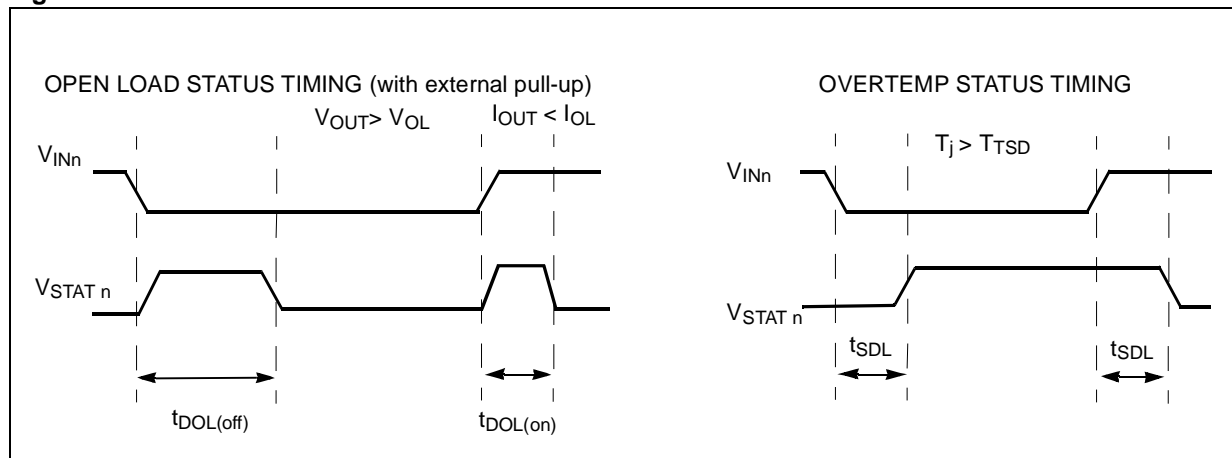 OPEN LOAD STATUS TIMING (with external pull-up)
VOUT> VOL
IOUT < IOL
VINn
VSTAT n
tDOL(off)
tDOL(on)
OVERTEMP STATUS TIMING
Tj > TTSD
VINn
VSTAT n
tSDL
tSDL